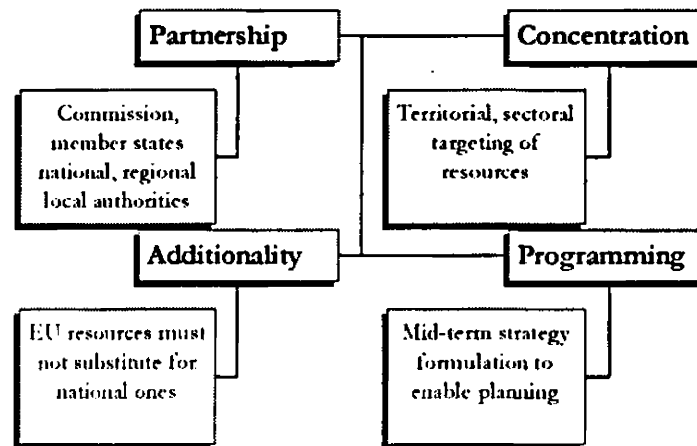 Partnership
Concentration
Commission,
member states
national, regional
local authorities
Territorial, sectoral
targeting of
resources
Additionality
Programming
EU resources must
not substitute for
national ones
Mid-term strategy
formulation to
enable planning